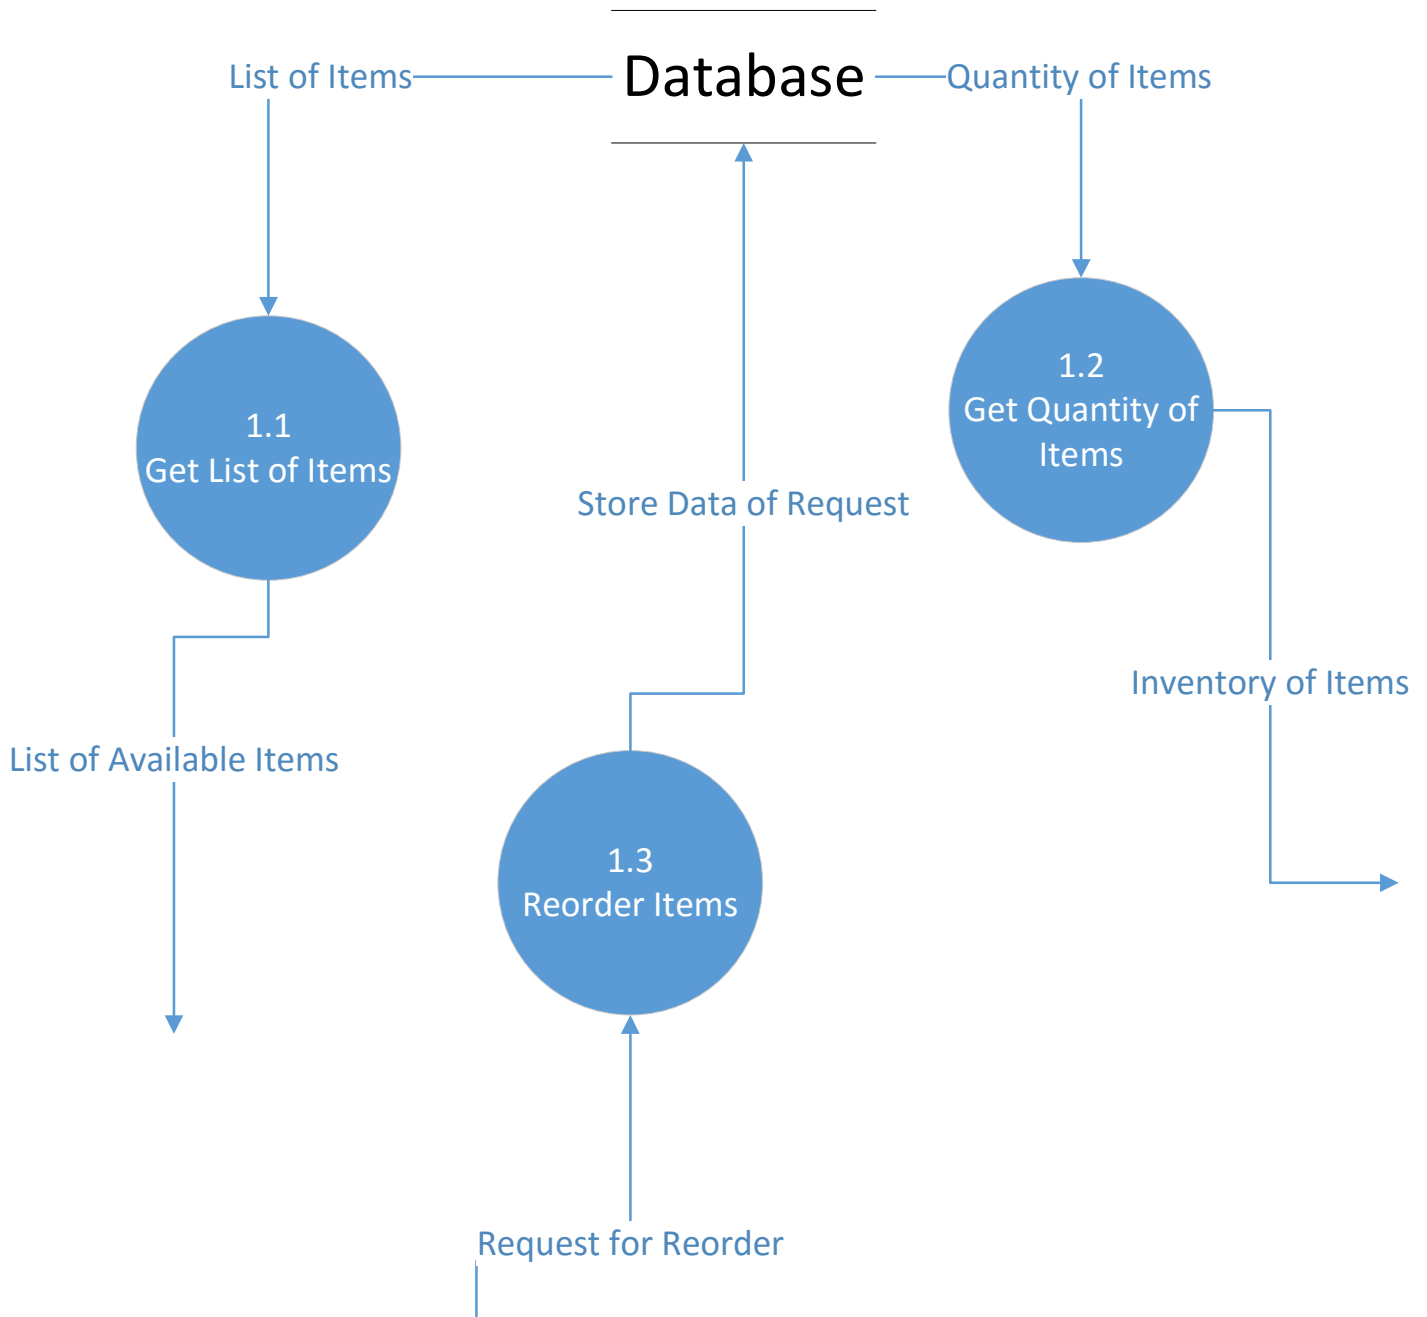 Database
List of Items
Quantity of Items
1.1
Get List of Items
1.2
Get Quantity of
Items
Store Data of Request
Inventory of Items
List of Available Items
1.3
Reorder Items
Request for Reorder